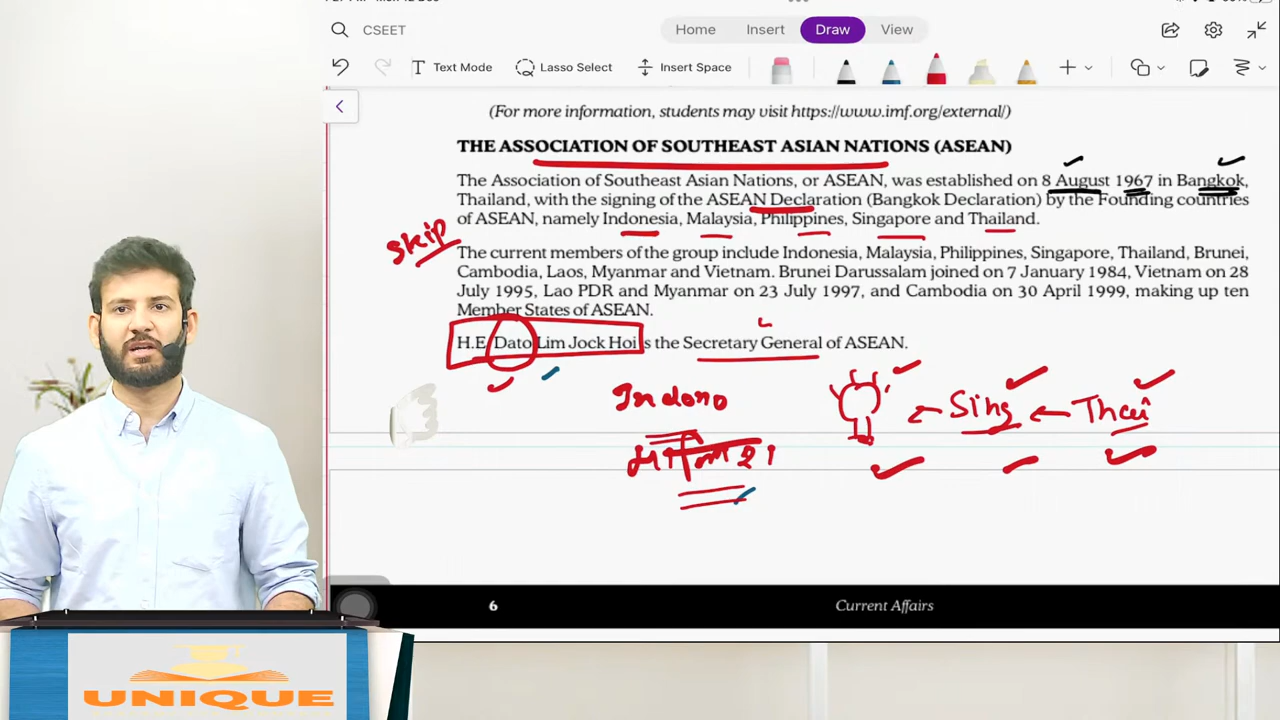 CSEET
Home Insert Draw View
Text Mode Lasso Select Insert Space
(For more information, students may visit https://www.imf.org/external/)
THE ASSOCIATION OF SOUTHEAST ASIAN NATIONS (ASEAN)
The Association of Southeast Asian Nations, or ASEAN, was established on 8 August 1967 in Bangkok,
Thailand, with the signing of the ASEAN Declaration (Bangkok Declaration) by the Founding countries
of ASEAN, namely Indonesia, Malaysia, Philippines, Singapore and Thailand.
Skip
The current members of the group include Indonesia, Malaysia, Philippines, Singapore, Thailand, Brunei,
Cambodia, Laos, Myanmar and Vietnam. Brunei Darussalam joined on 7 January 1984, Vietnam on 28
July 1995, Lao PDR and Myanmar on 23 July 1997, and Cambodia on 30 April 1999, making up ten
Member States of ASEAN.
H.E Dato Lim Jock Hoi is the Secretary General of ASEAN.
Indono
Sing Thai
6 Current Affairs
UNIQUE